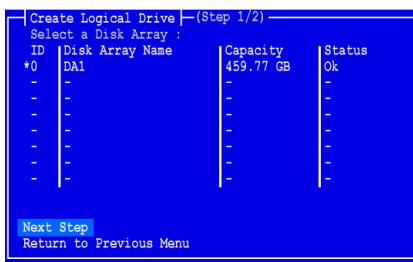 Create Logical Drive (Step 1/2)
Select a Disk Array :
ID Disk Array Name Capacity Status
*0 DA1 459.77 GB Ok
- - - -
- - - -
- - - -
- - - -
- - - -
- - - -
- - - -
Next Step
Return to Previous Menu